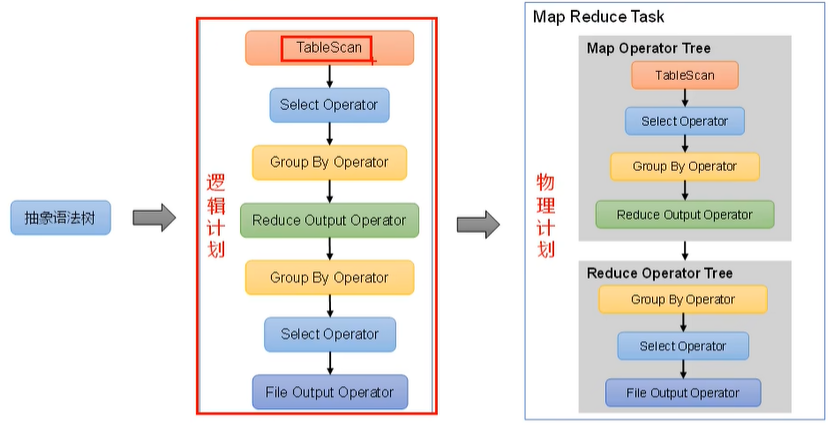 抽象语法树
逻辑计划
TableScan
Select Operator
Group By Operator
Reduce Output Operator
Group By Operator
Select Operator
File Output Operator
物理计划
Map Reduce Task
Map Operator Tree
TableScan
Select Operator
Group By Operator
Reduce Output Operator
Reduce Operator Tree
Group By Operator
Select Operator
File Output Operator